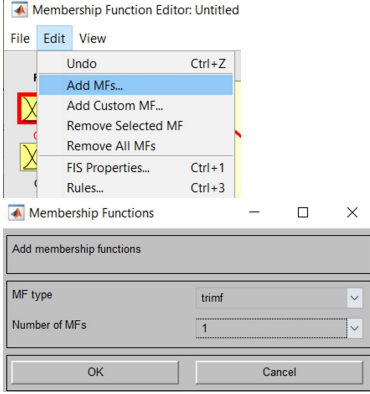 Membership Function Editor: Untitled
File Edit View
Undo Ctrl+Z
Add MFs...
Add Custom MF...
Remove Selected MF
Remove All MFs
FIS Properties... Ctrl+1
Rules... Ctrl+3
Membership Functions
Add membership functions
MF type trimf
Number of MFs 1
OK Cancel